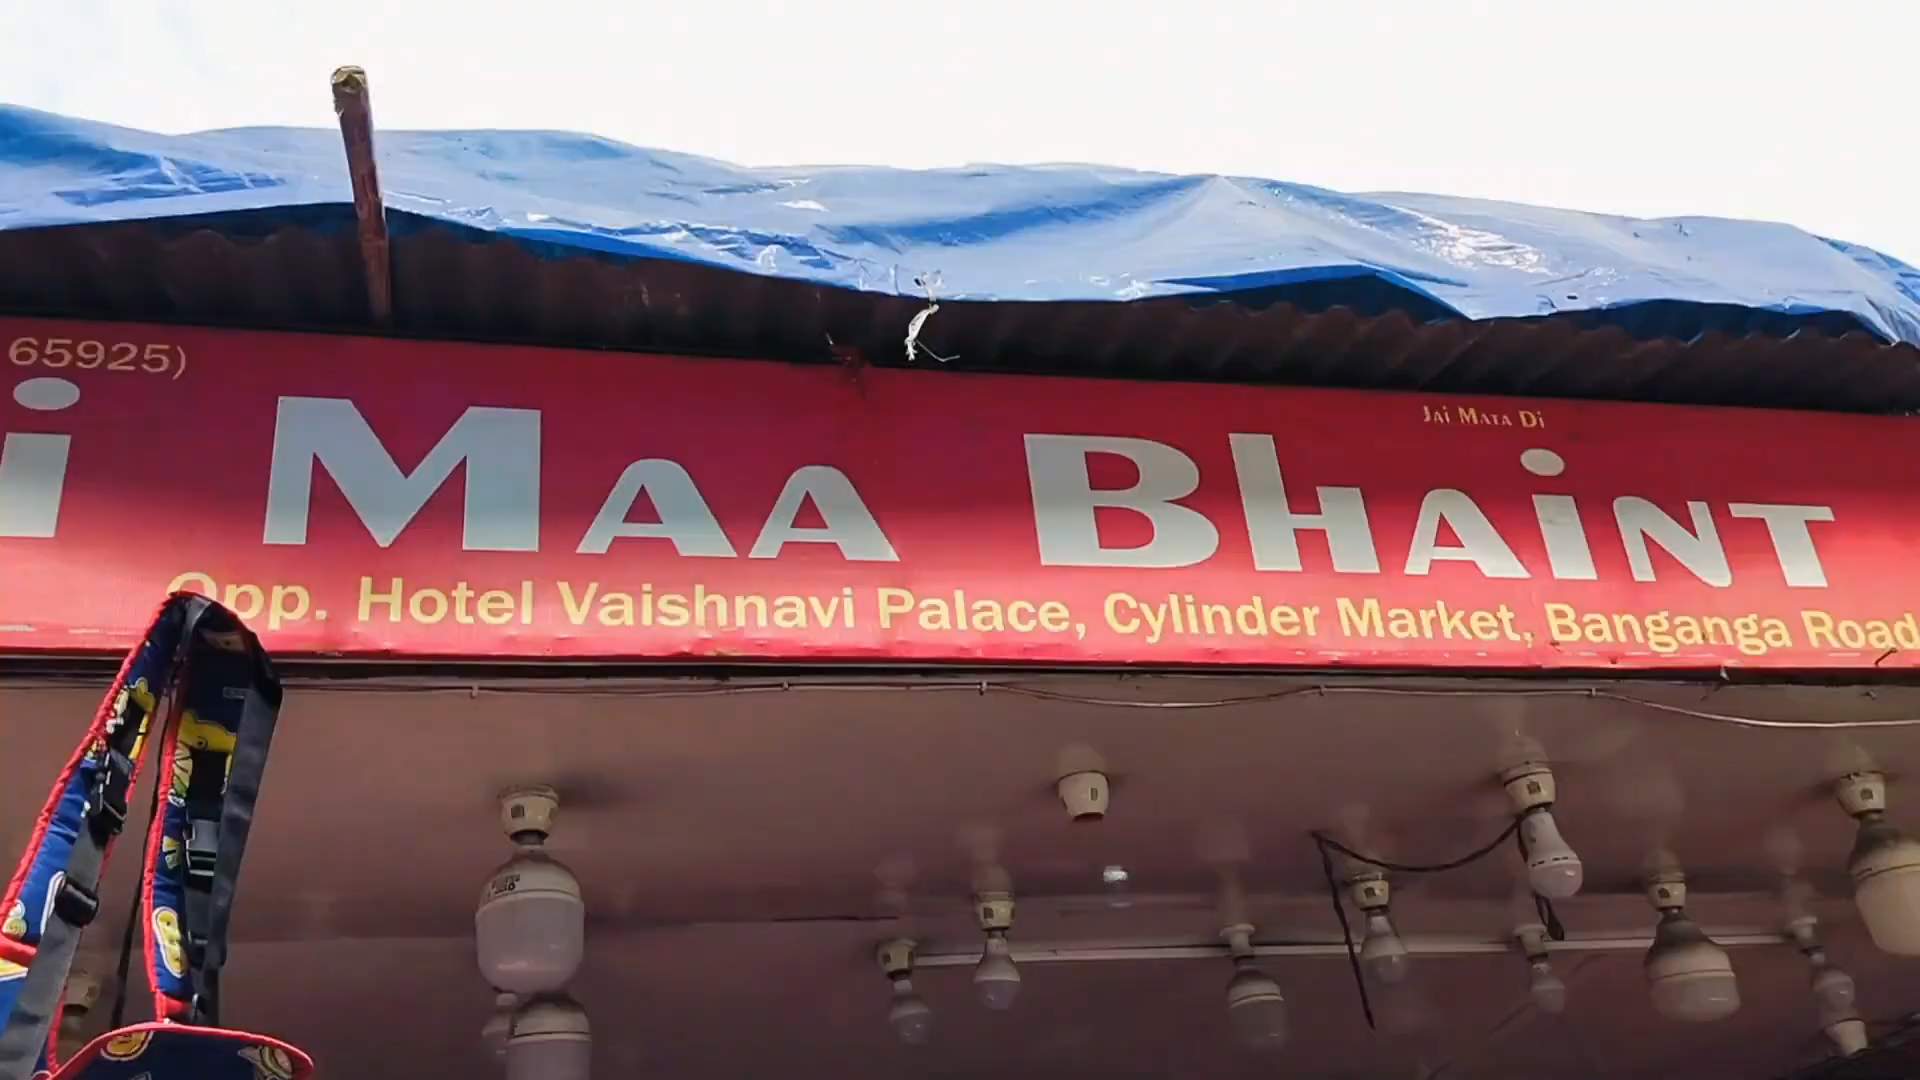 65925)
Jai Mata Di
i Maa Bhaint
Opp. Hotel Vaishnavi Palace, Cylinder Market, Banganga Road